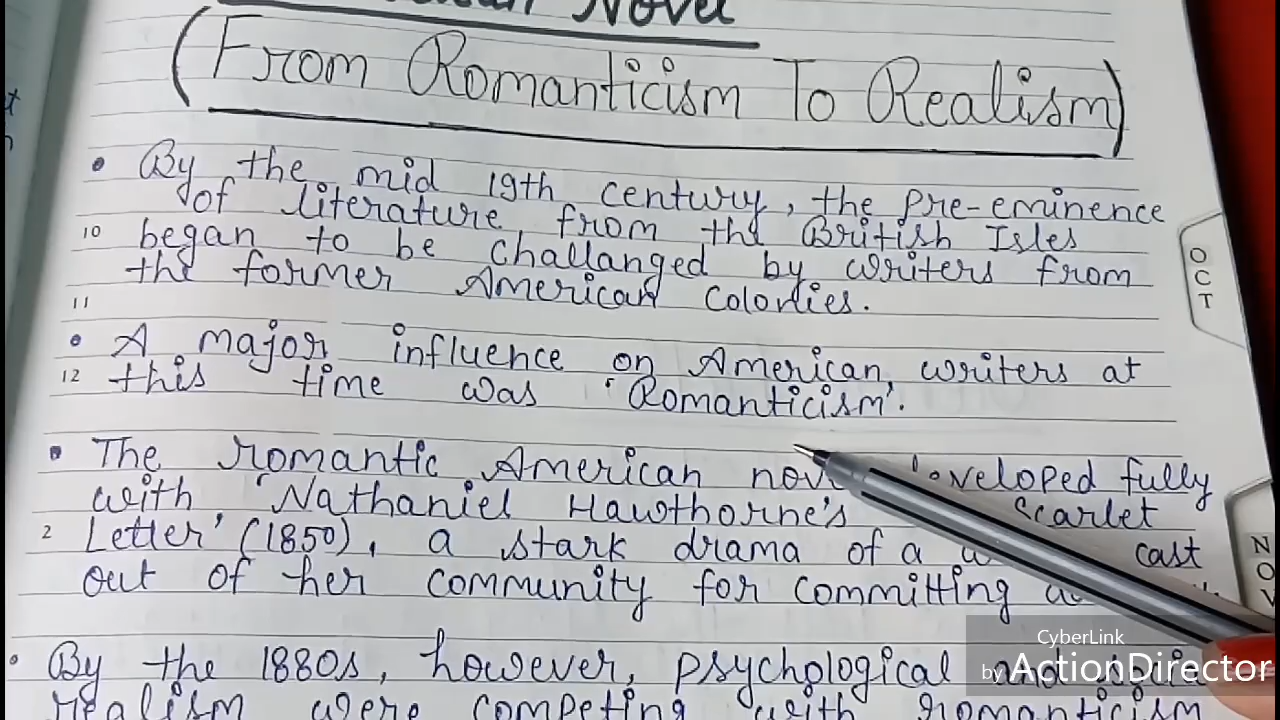 Novel
(From Romanticism To Realism)
• By the mid 19th century, the pre-eminence
of literature from the British Isles
10 began to be challanged by writers from
the former American colonies.
11
• A major influence on American, writers at
12 this time was 'Romanticism'.
• The romantic American developed fully
with, 'Nathaniel Hawthorne's Scarlet
2 Letter' (1850), a stark drama of a cast
out of her community for committing
• By the 1880s, however, psychological and
realism were competing with romanticism
OCT
NOV
CyberLink
by ActionDirector